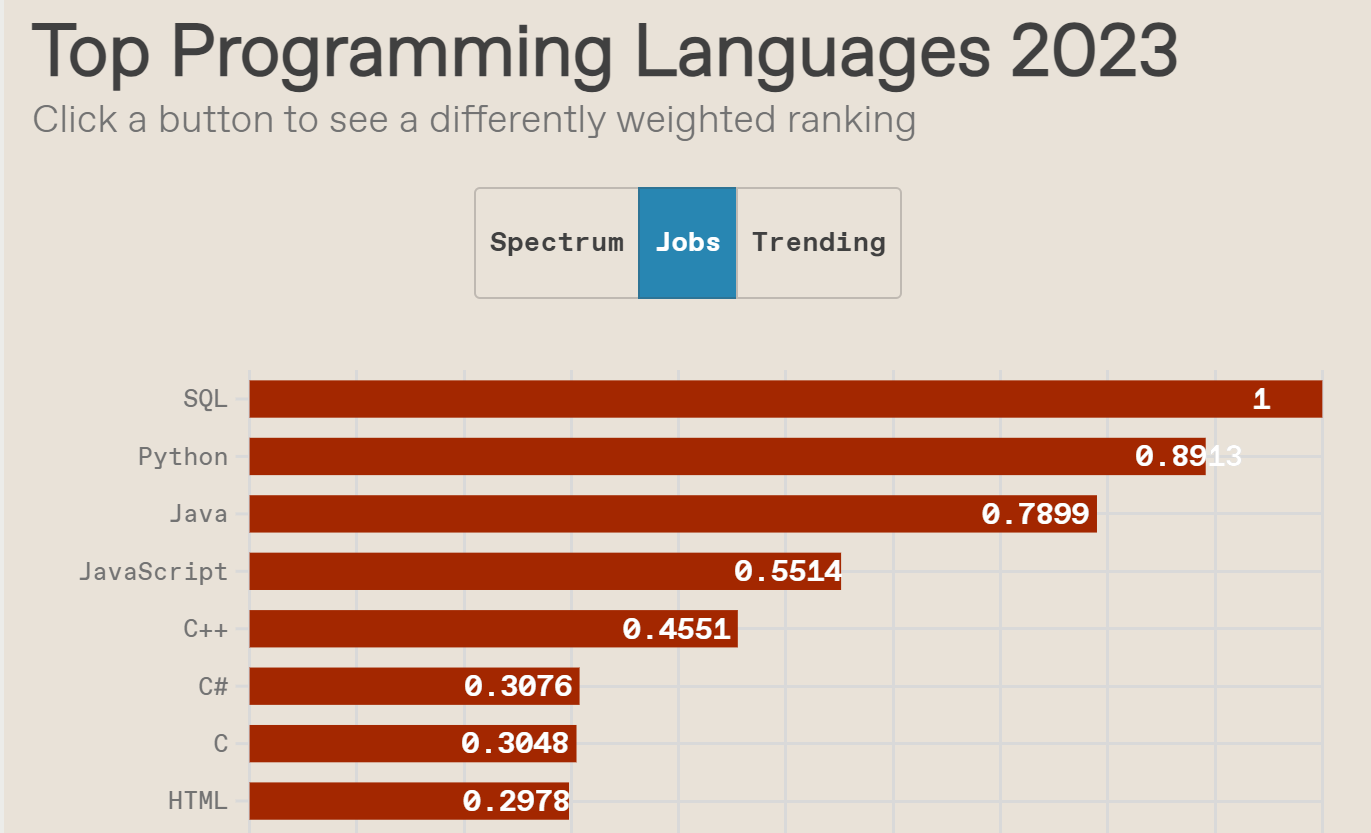 Top Programming Languages 2023
Click a button to see a differently weighted ranking
Spectrum Jobs Trending
SQL 1
Python 0.8913
Java 0.7899
JavaScript 0.5514
C++ 0.4551
C# 0.3076
C 0.3048
HTML 0.2978